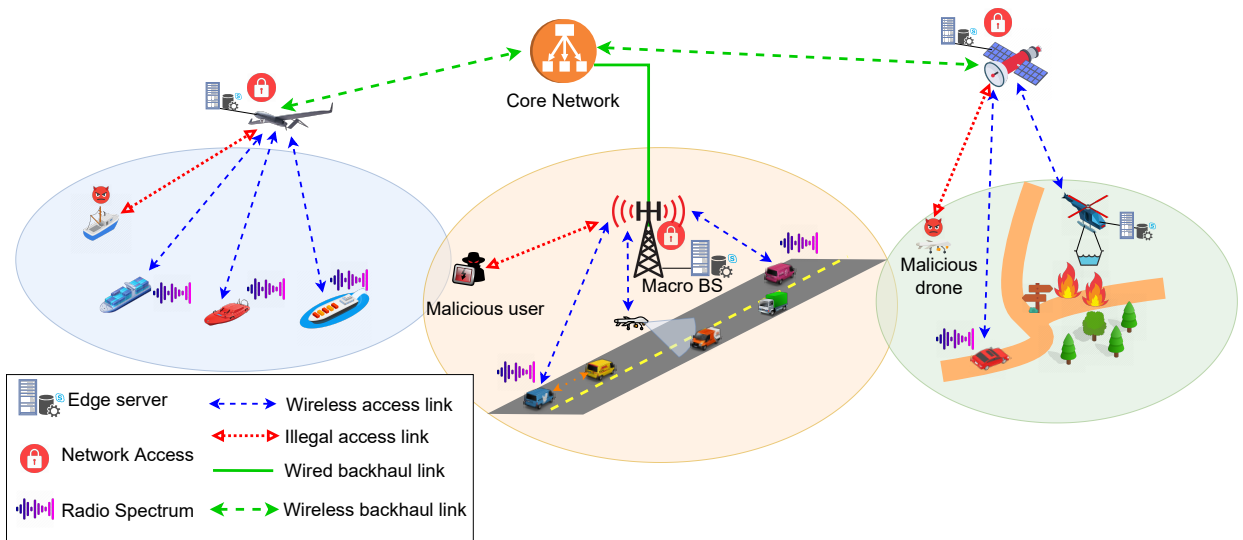 Core Network
Macro BS
Malicious user
Malicious
drone
Edge server
Network Access
Radio Spectrum
Wireless access link
Illegal access link
Wired backhaul link
Wireless backhaul link